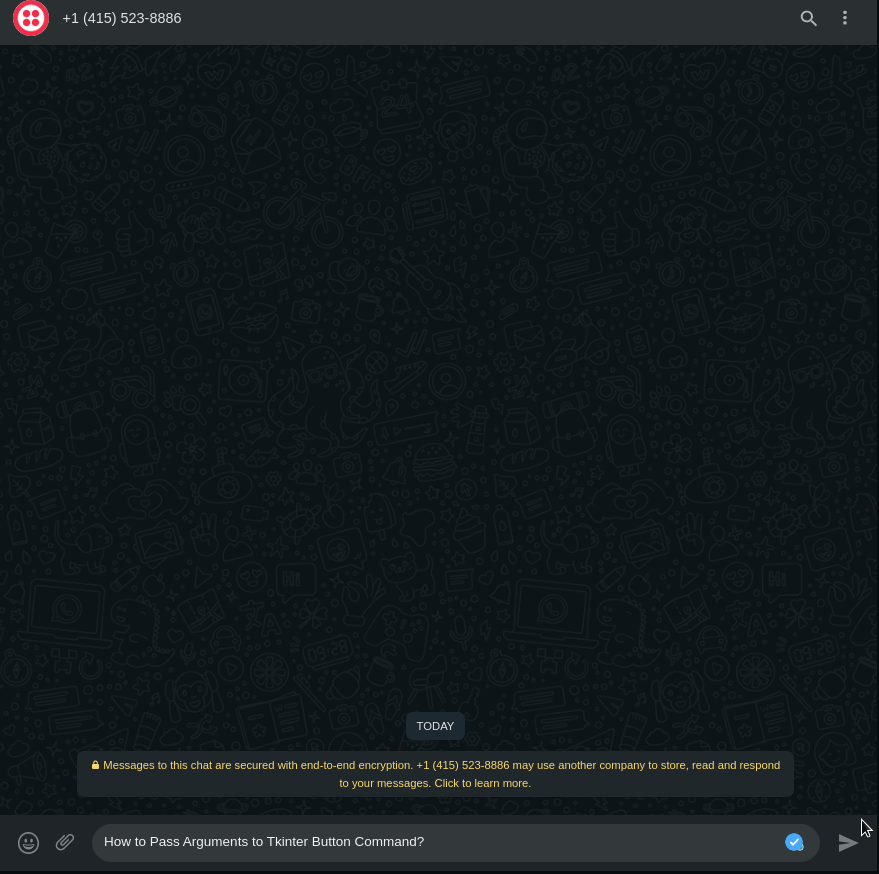 +1 (415) 523-8886
TODAY
Messages to this chat are secured with end-to-end encryption. +1 (415) 523-8886 may use another company to store, read and respond
to your messages. Click to learn more.
How to Pass Arguments to Tkinter Button Command?